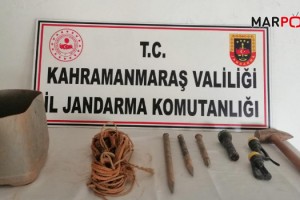 MARPO
T.C.
KAHRAMANMARAŞ VALİLİĞİ
İL JANDARMA KOMUTANLIĞI